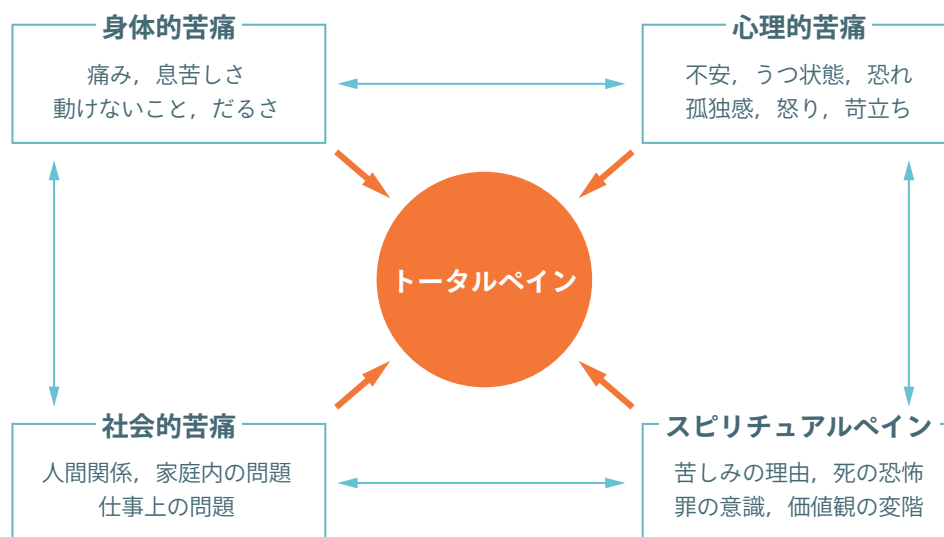 身体的苦痛
痛み，息苦しさ
動けないこと，だるさ
心理的苦痛
不安，うつ状態，恐れ
孤独感，怒り，苛立ち
トータルペイン
社会的苦痛
人間関係，家庭内の問題
仕事上の問題
スピリチュアルペイン
苦しみの理由，死の恐怖
罪の意識，価値観の変階